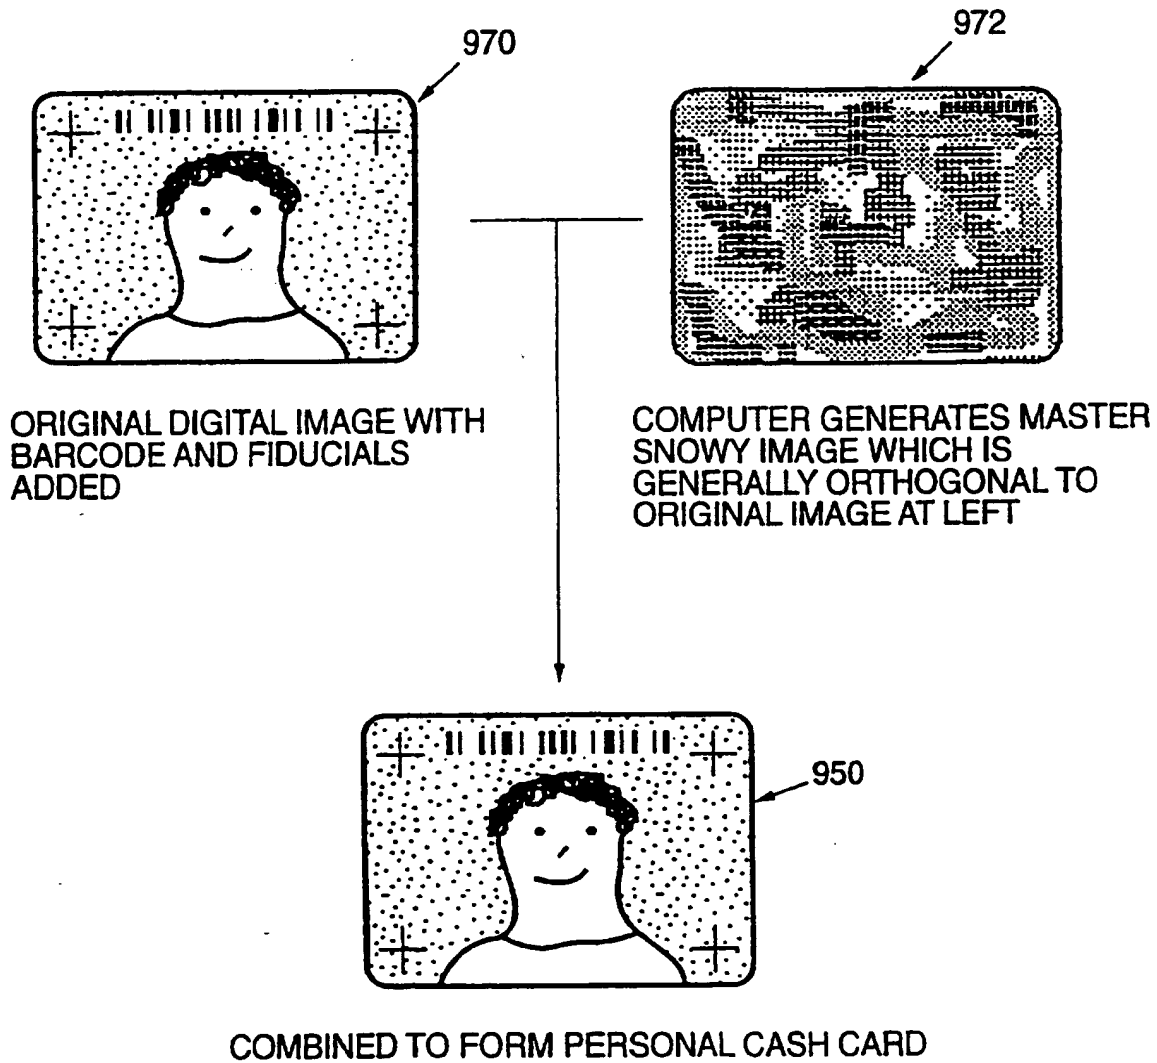 970
972
ORIGINAL DIGITAL IMAGE WITH
BARCODE AND FIDUCIALS
ADDED
COMPUTER GENERATES MASTER
SNOWY IMAGE WHICH IS
GENERALLY ORTHOGONAL TO
ORIGINAL IMAGE AT LEFT
950
COMBINED TO FORM PERSONAL CASH CARD